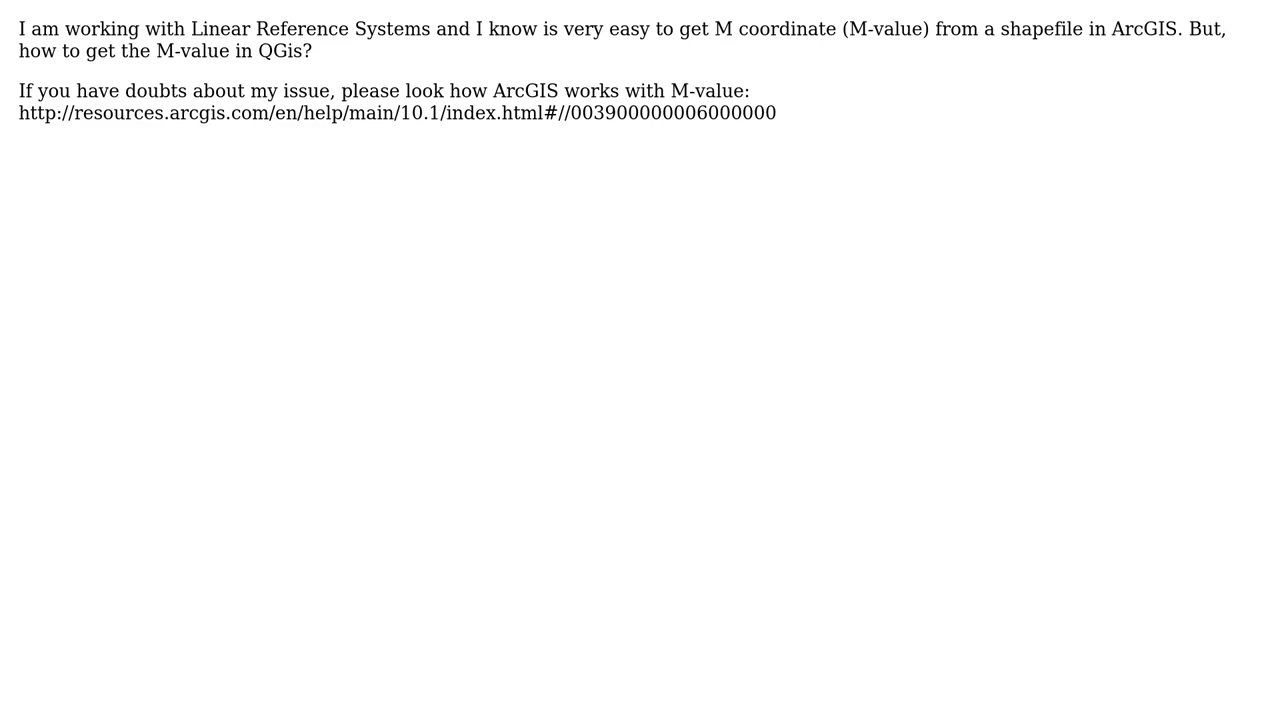 I am working with Linear Reference Systems and I know is very easy to get M coordinate (M-value) from a shapefile in ArcGIS. But,
how to get the M-value in QGis?
If you have doubts about my issue, please look how ArcGIS works with M-value:
http://resources.arcgis.com/en/help/main/10.1/index.html#//003900000006000000